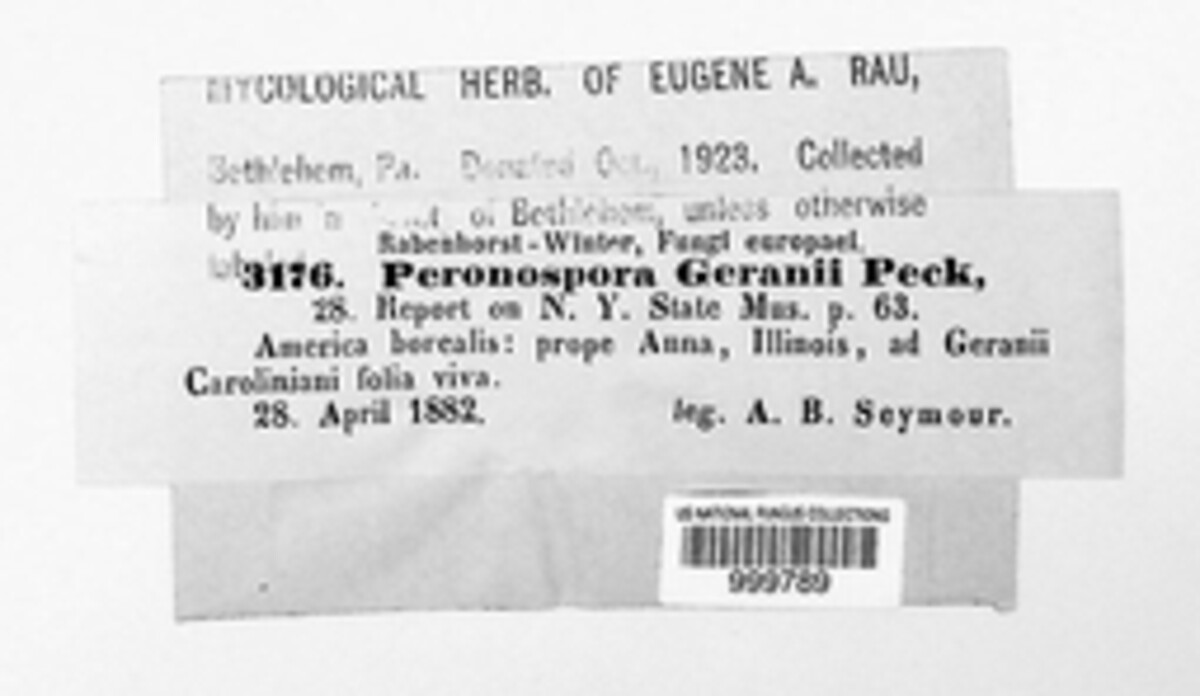 MYCOLOGICAL HERB. OF EUGENE A. RAU,
Bethlehem, Pa. Donated Oct., 1923. Collected
by him in of Bethlehem, unless otherwise
Rabenhorst-Winter, Fungi europaei.
3176. Peronospora Geranii Peck,
28. Report on N. Y. State Mus. p. 63.
America borealis: prope Anna, Illinois, ad Geranii
Caroliniani folia viva.
28. April 1882. leg. A. B. Seymour.
US NATIONAL FUNGUS COLLECTIONS
999789